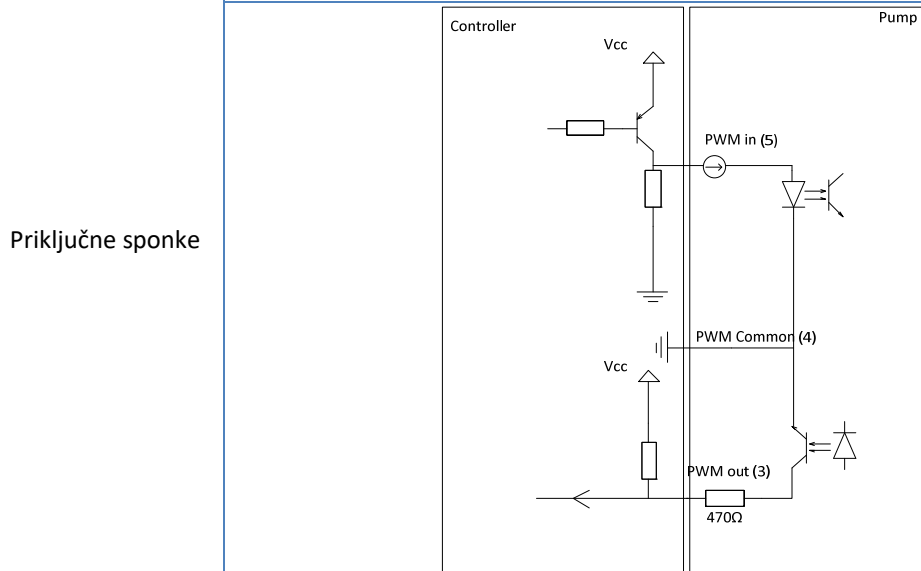 Priključne sponke
Controller
Pump
Vcc
PWM in (5)
PWM Common (4)
Vcc
PWM out (3)
470Ω